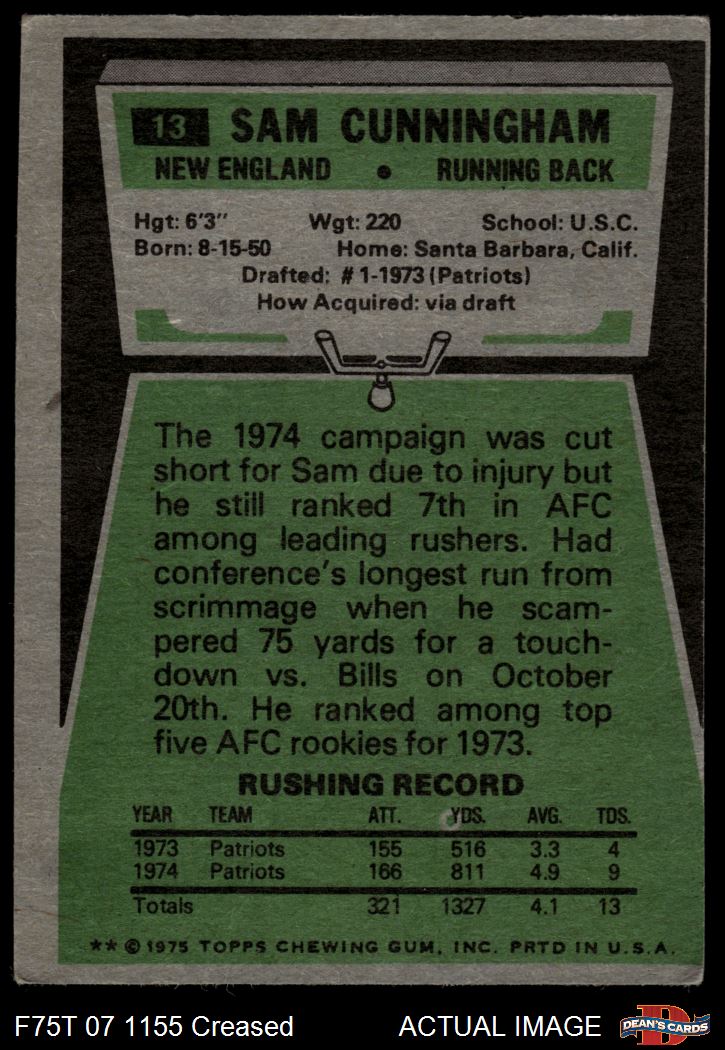 13 SAM CUNNINGHAM
NEW ENGLAND • RUNNING BACK
Hgt: 6'3" Wgt: 220 School: U.S.C.
Born: 8-15-50 Home: Santa Barbara, Calif.
Drafted: #1-1973 (Patriots)
How Acquired: via draft
The 1974 campaign was cut
short for Sam due to injury but
he still ranked 7th in AFC
among leading rushers. Had
conference's longest run from
scrimmage when he scam-
pered 75 yards for a touch-
down vs. Bills on October
20th. He ranked among top
five AFC rookies for 1973.
RUSHING RECORD
YEAR TEAM ATT. YDS. AVG. TDS.
1973 Patriots 155 516 3.3 4
1974 Patriots 166 811 4.9 9
Totals 321 1327 4.1 13
** © 1975 TOPPS CHEWING GUM, INC. PRTD IN U.S.A.
F75T 07 1155 Creased ACTUAL IMAGE D DEAN'S CARDS